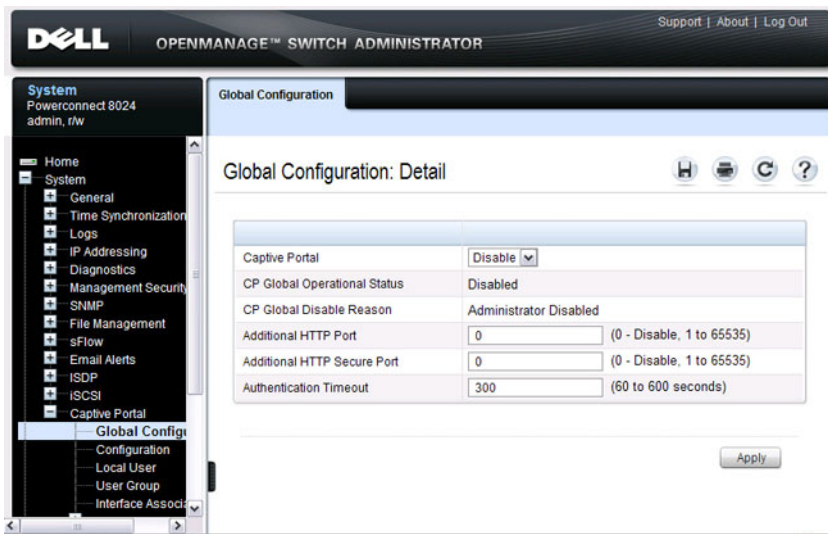 Support | About | Log Out
DELL
OPENMANAGE™ SWITCH ADMINISTRATOR
System
Powerconnect 8024
admin, r/w
Global Configuration
Home
System
General
Time Synchronization
Logs
IP Addressing
Diagnostics
Management Security
SNMP
File Management
sFlow
Email Alerts
ISDP
iSCSI
Captive Portal
Global Configu
Configuration
Local User
User Group
Interface Associa
Global Configuration: Detail
Captive Portal Disable
CP Global Operational Status Disabled
CP Global Disable Reason Administrator Disabled
Additional HTTP Port 0 (0 - Disable, 1 to 65535)
Additional HTTP Secure Port 0 (0 - Disable, 1 to 65535)
Authentication Timeout 300 (60 to 600 seconds)
Apply